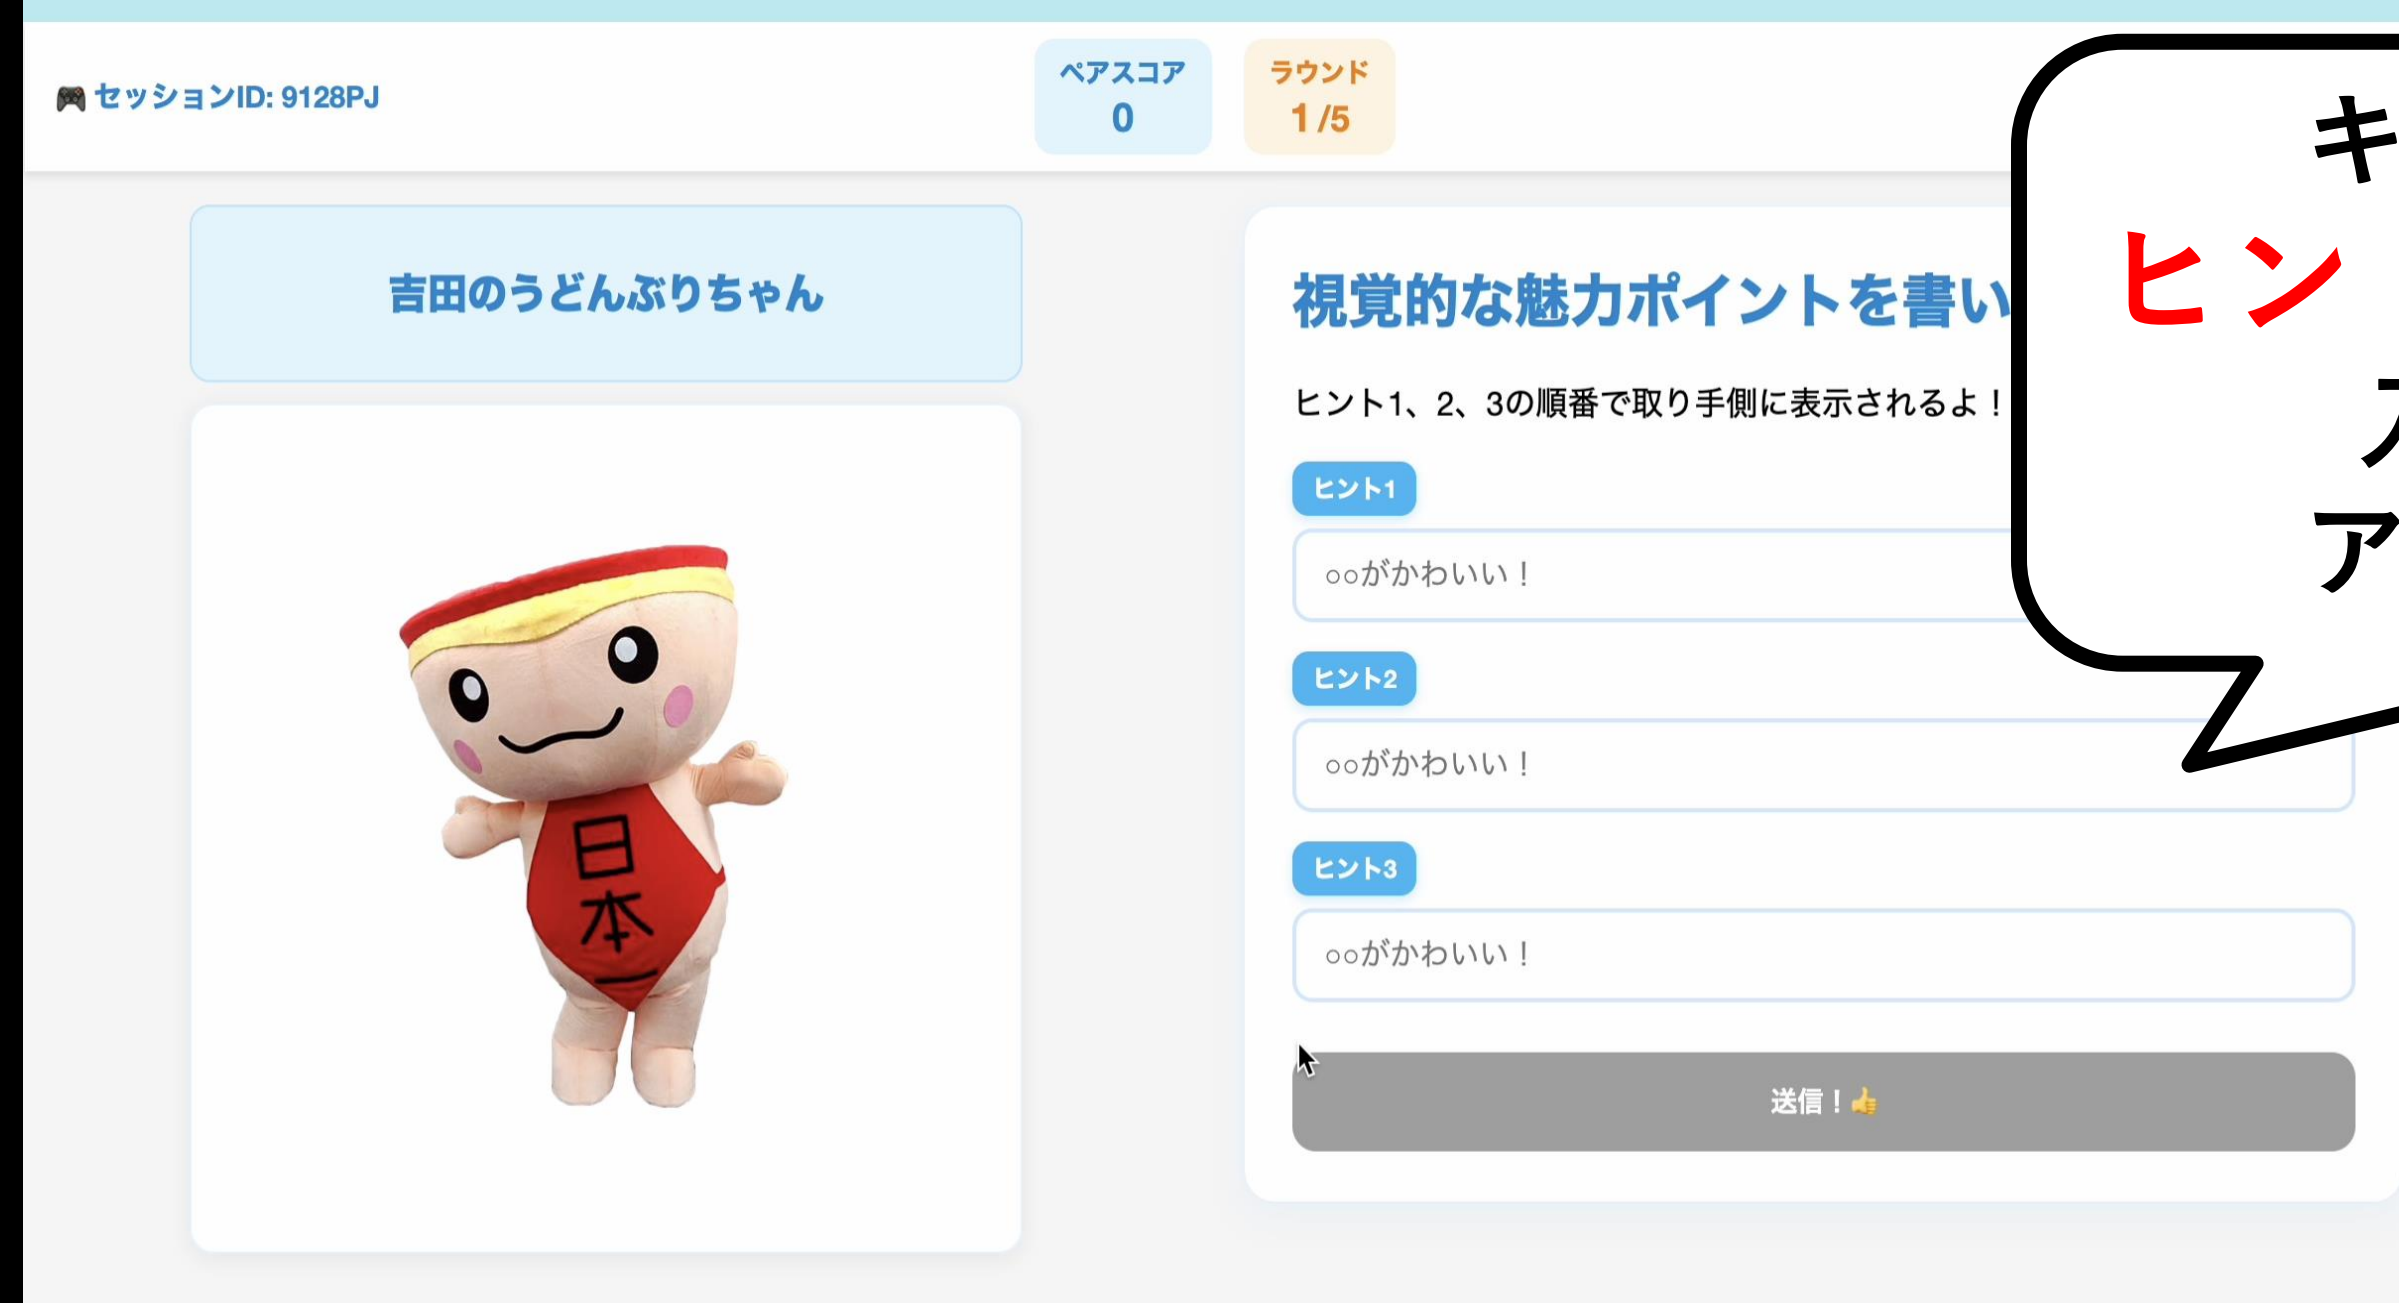 セッションID: 9128PJ
ペアスコア
0
ラウンド
1 /5
吉田のうどんぶりちゃん
日本一
視覚的な魅力ポイントを書い
ヒント1、2、3の順番で取り手側に表示されるよ！
ヒント1
○○がかわいい！
ヒント2
○○がかわいい！
ヒント3
○○がかわいい！
送信！👍
キ
ヒン
ア